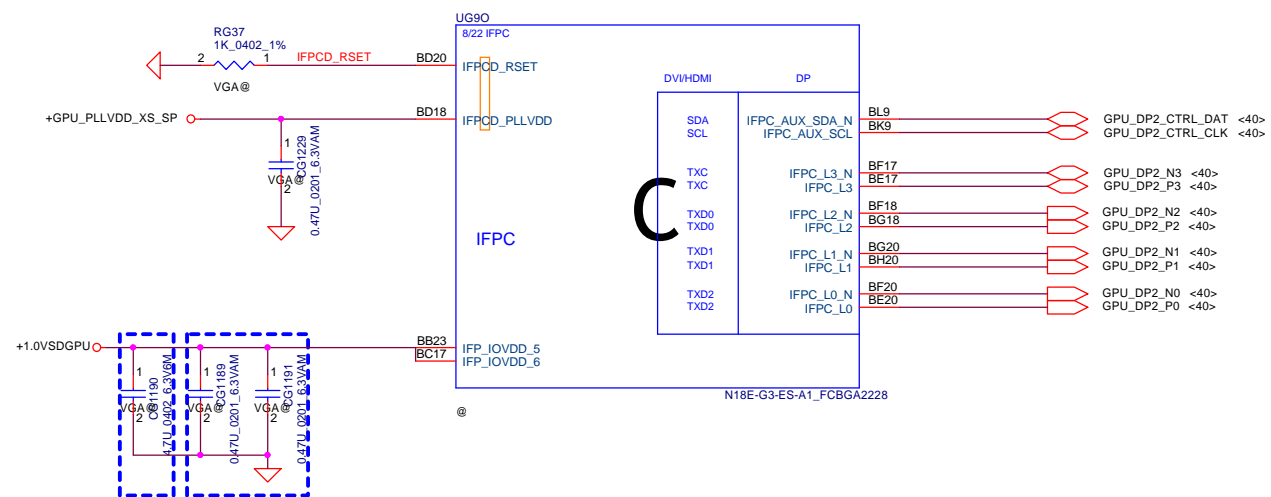 UG9O
8/22 IFPC
RG37
1K_0402_1%
2
1
IFPCD_RSET
BD20
IFPCD_RSET
VGA@
DVI/HDMI
DP
+GPU_PLLVDD_XS_SP
BD18
IFPCD_PLLVDD
1
CG1229
0.47U_0201_6.3VAM
VGA@
2
SDA
IFPC_AUX_SDA_N
BL9
GPU_DP2_CTRL_DAT <40>
SCL
IFPC_AUX_SCL
BK9
GPU_DP2_CTRL_CLK <40>
TXC
IFPC_L3_N
BF17
GPU_DP2_N3 <40>
TXC
IFPC_L3
BE17
GPU_DP2_P3 <40>
C
TXD0
IFPC_L2_N
BF18
GPU_DP2_N2 <40>
TXD0
IFPC_L2
BG18
GPU_DP2_P2 <40>
IFPC
TXD1
IFPC_L1_N
BG20
GPU_DP2_N1 <40>
TXD1
IFPC_L1
BH20
GPU_DP2_P1 <40>
TXD2
IFPC_L0_N
BF20
GPU_DP2_N0 <40>
TXD2
IFPC_L0
BE20
GPU_DP2_P0 <40>
+1.0VSDGPU
BB23
IFP_IOVDD_5
BC17
IFP_IOVDD_6
1
CG1190
4.7U_0402_6.3V6M
VGA@
2
1
CG1189
0.47U_0201_6.3VAM
VGA@
2
1
CG1191
0.47U_0201_6.3VAM
VGA@
2
N18E-G3-ES-A1_FCBGA2228
@